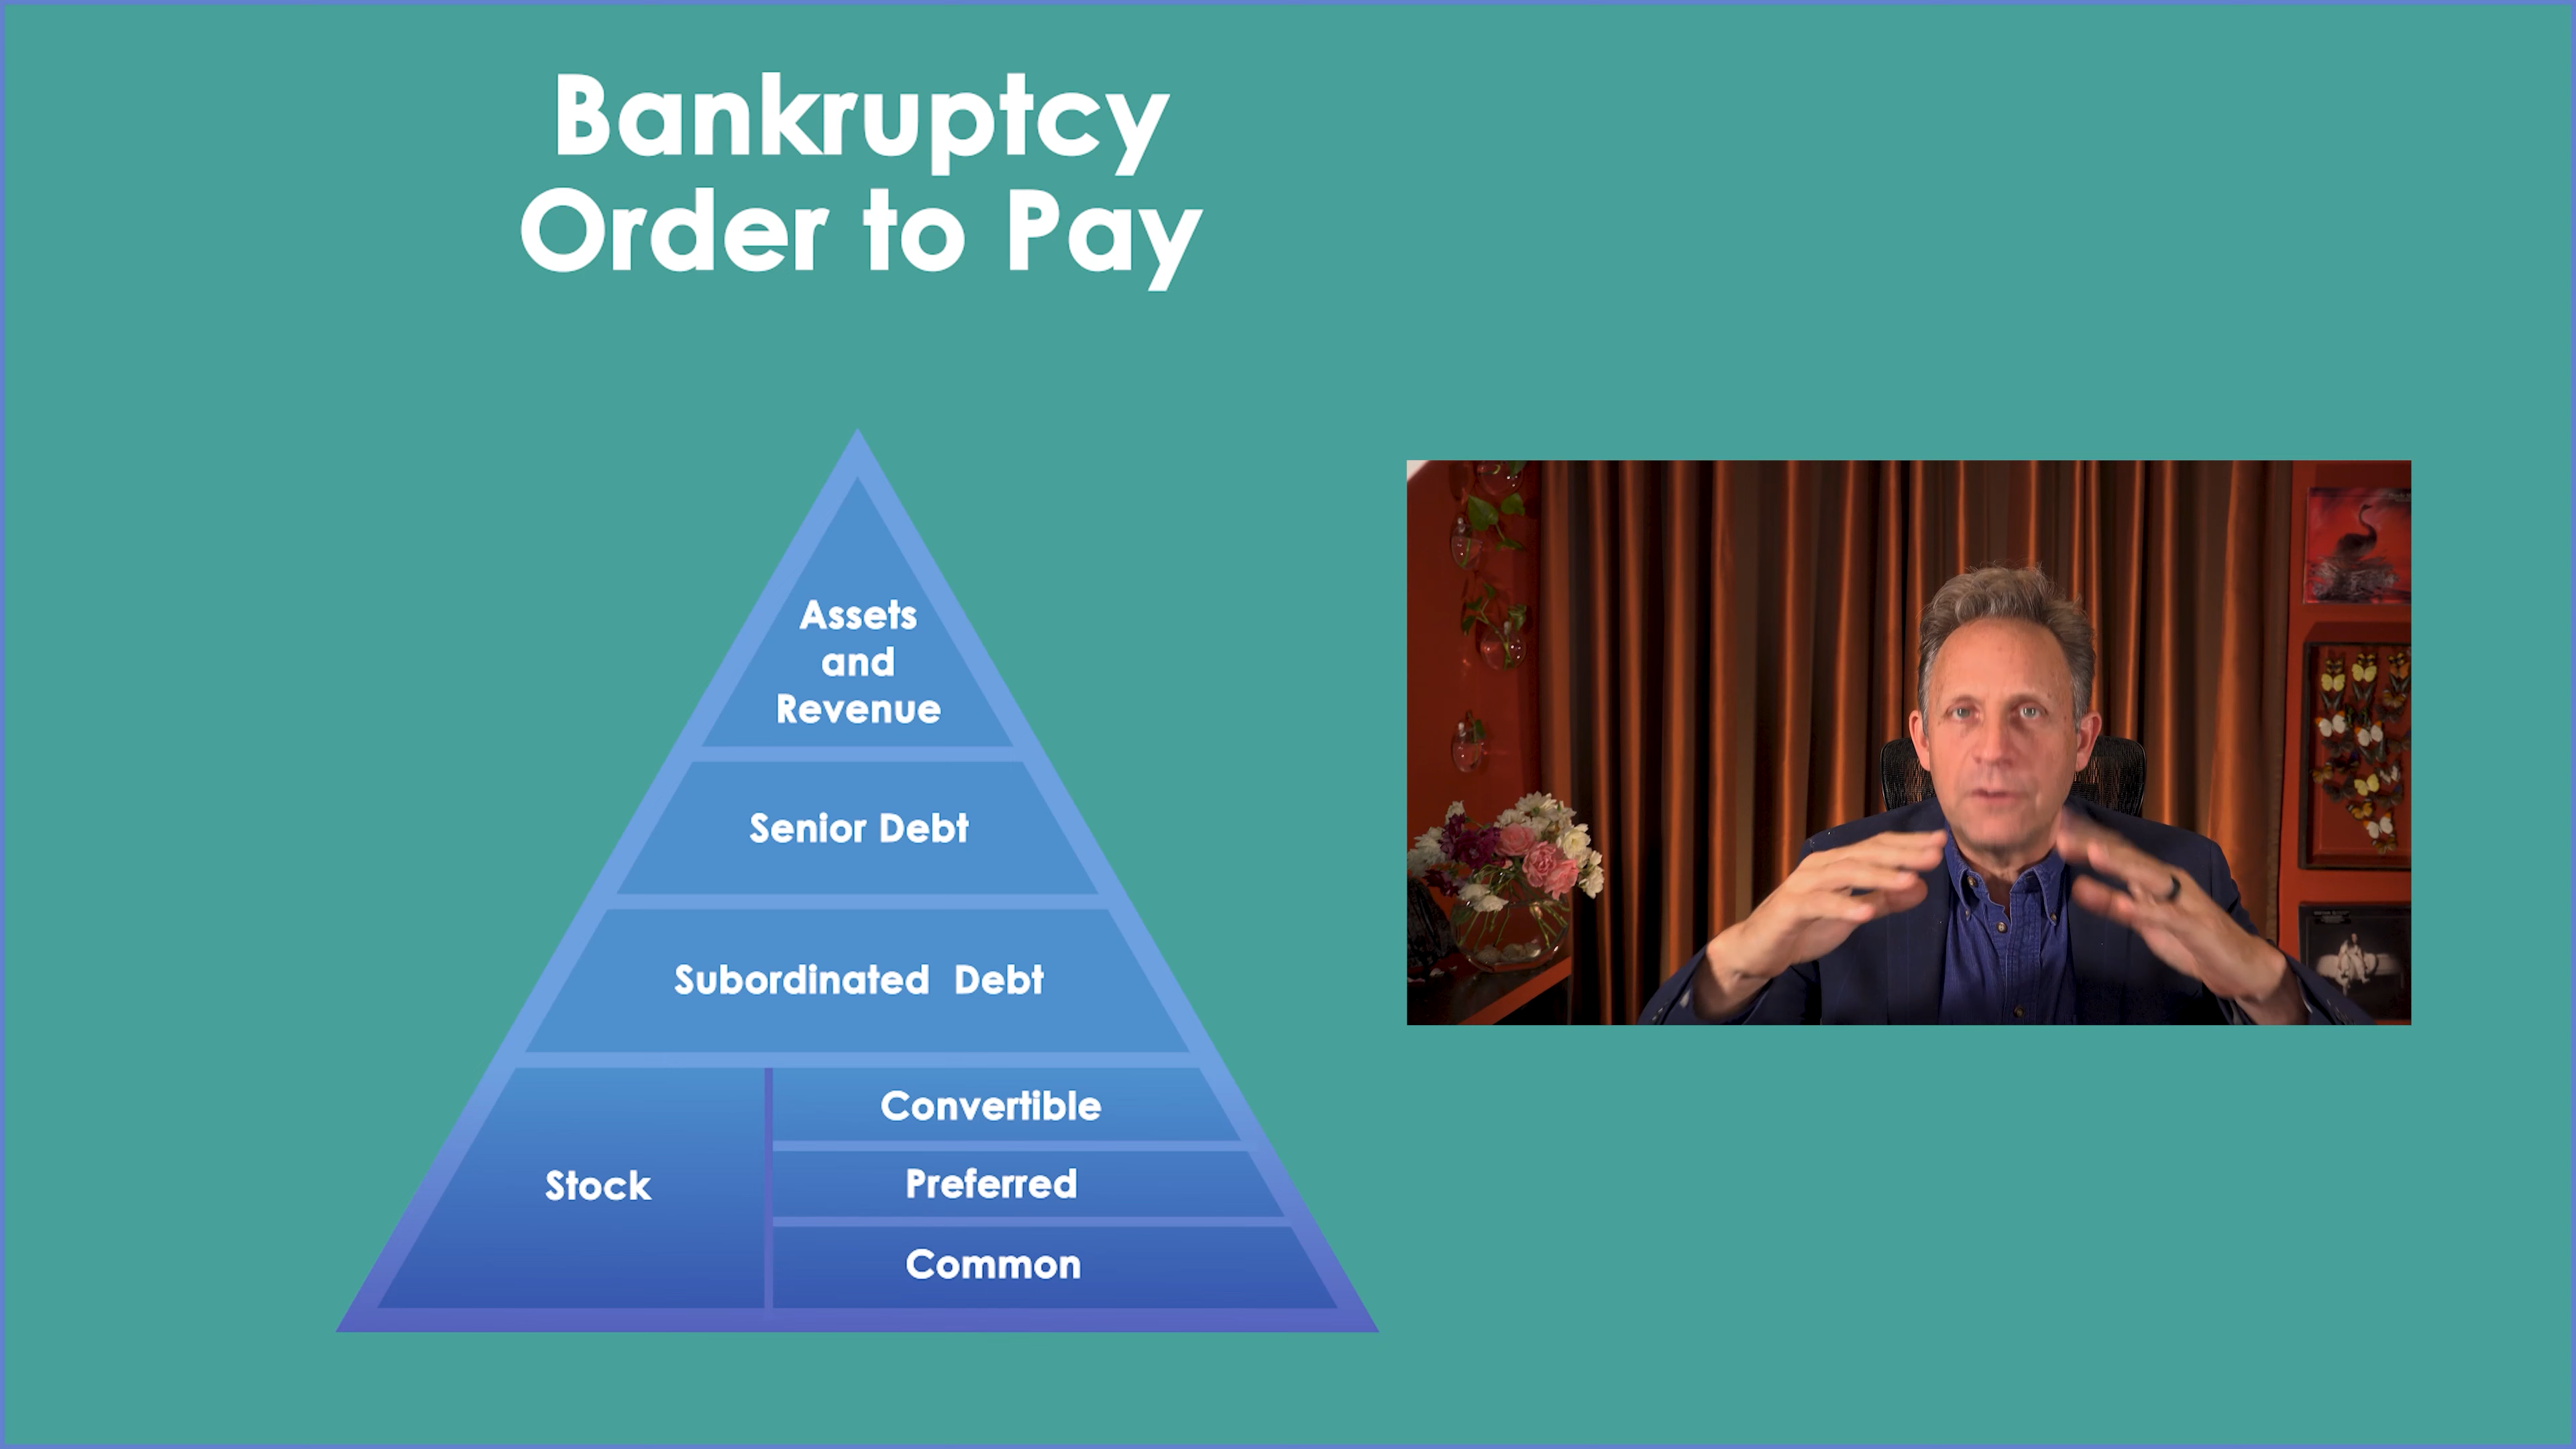 Bankruptcy
Order to Pay
Assets
and
Revenue
Senior Debt
Subordinated Debt
Stock
Convertible
Preferred
Common